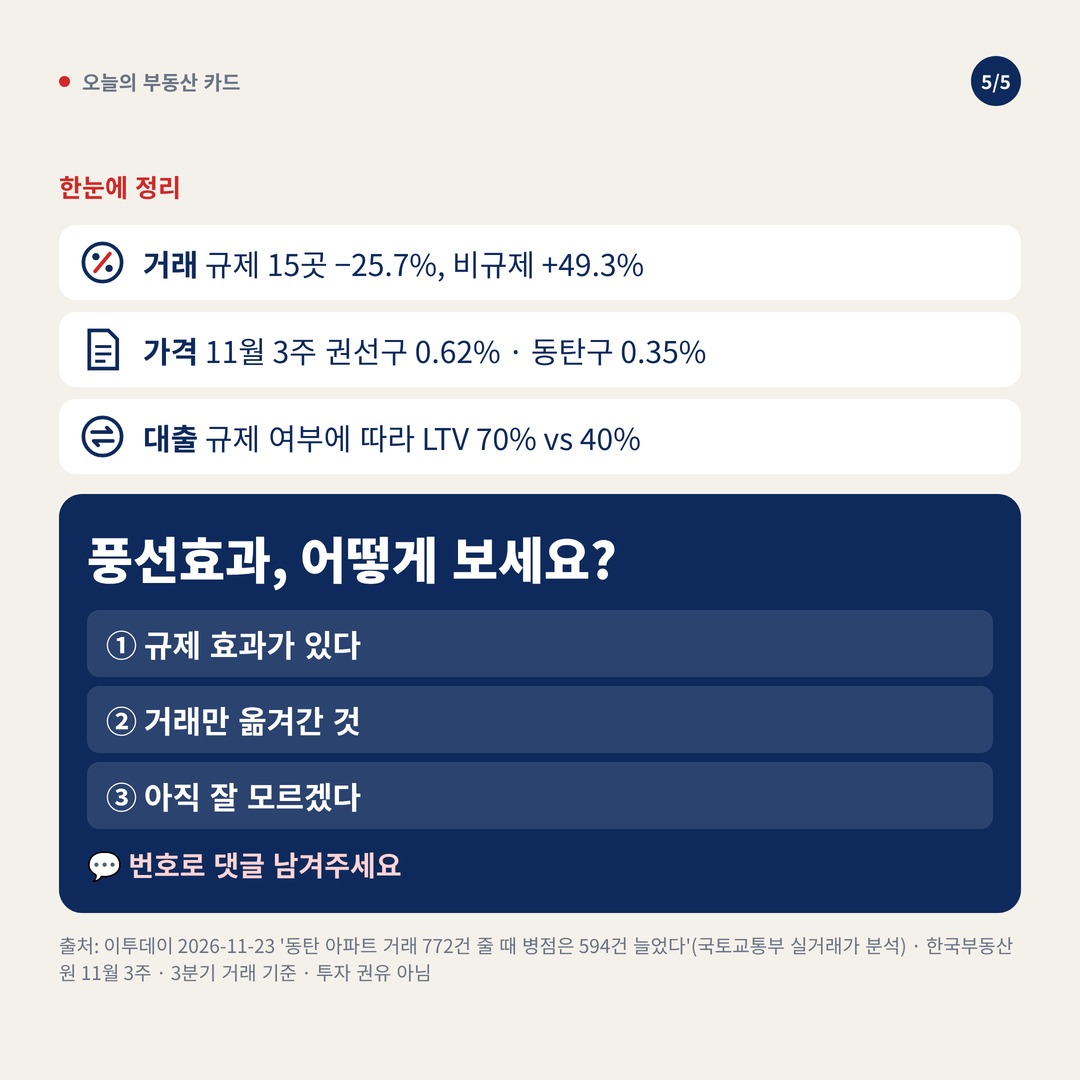 오늘의 부동산 카드
5/5
한눈에 정리
거래 규제 15곳 −25.7%, 비규제 +49.3%
가격 11월 3주 권선구 0.62% · 동탄구 0.35%
대출 규제 여부에 따라 LTV 70% vs 40%
풍선효과, 어떻게 보세요?
① 규제 효과가 있다
② 거래만 옮겨간 것
③ 아직 잘 모르겠다
💬 번호로 댓글 남겨주세요
출처: 이투데이 2026-11-23 '동탄 아파트 거래 772건 줄 때 병점은 594건 늘었다'(국토교통부 실거래가 분석) · 한국부동산
원 11월 3주 · 3분기 거래 기준 · 투자 권유 아님